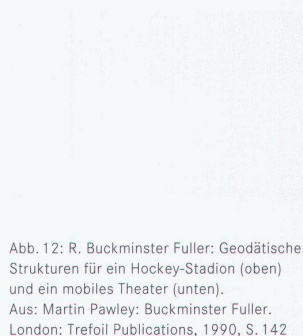 Abb. 12: R. Buckminster Fuller: Geodätische
Strukturen für ein Hockey-Stadion (oben)
und ein mobiles Theater (unten).
Aus: Martin Pawley: Buckminster Fuller.
London: Trefoil Publications, 1990, S. 142